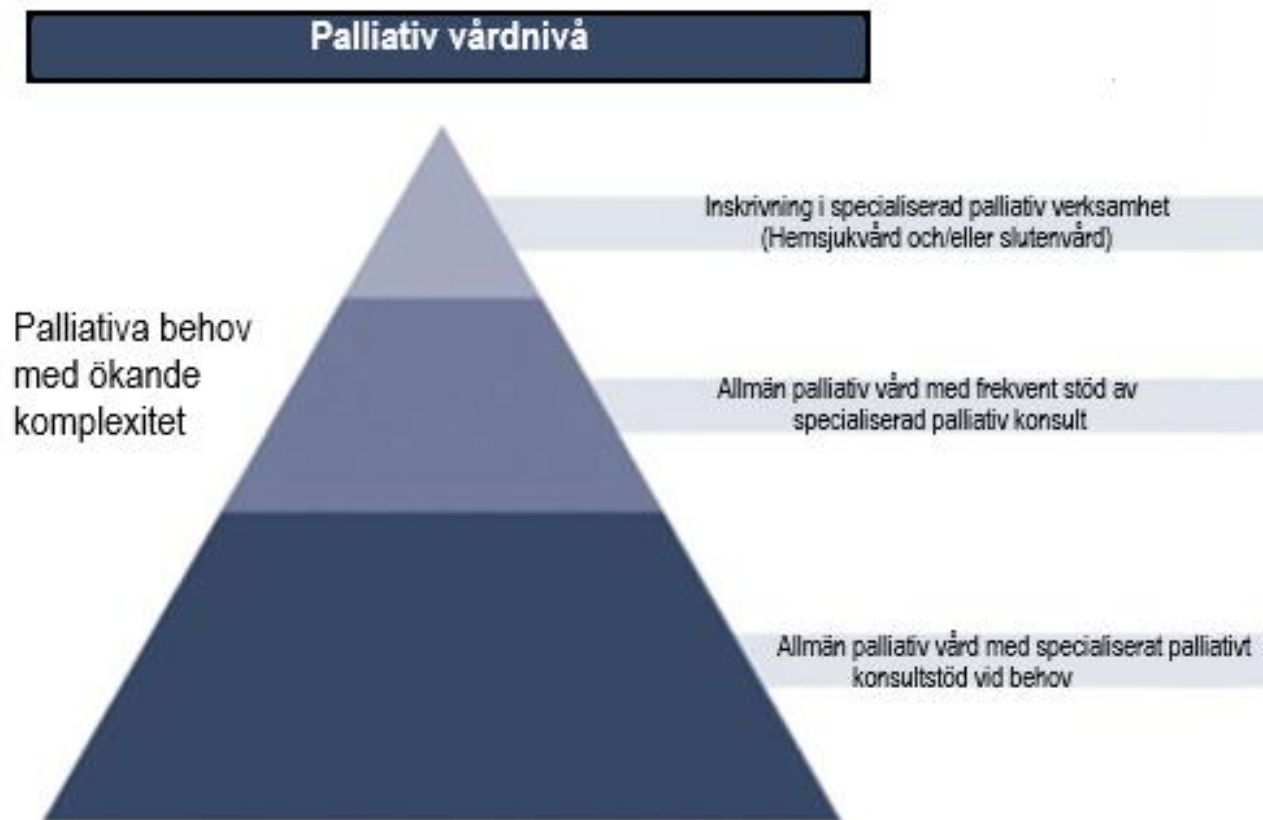 Palliativ vårdnivå
Inskrivning i specialiserad palliativ verksamhet
(Hemsjukvård och/eller slutenvård)
Palliativa behov
med ökande
komplexitet
Allmän palliativ vård med frekvent stöd av
specialiserad palliativ konsult
Allmän palliativ vård med specialiserat palliativt
konsultstöd vid behov